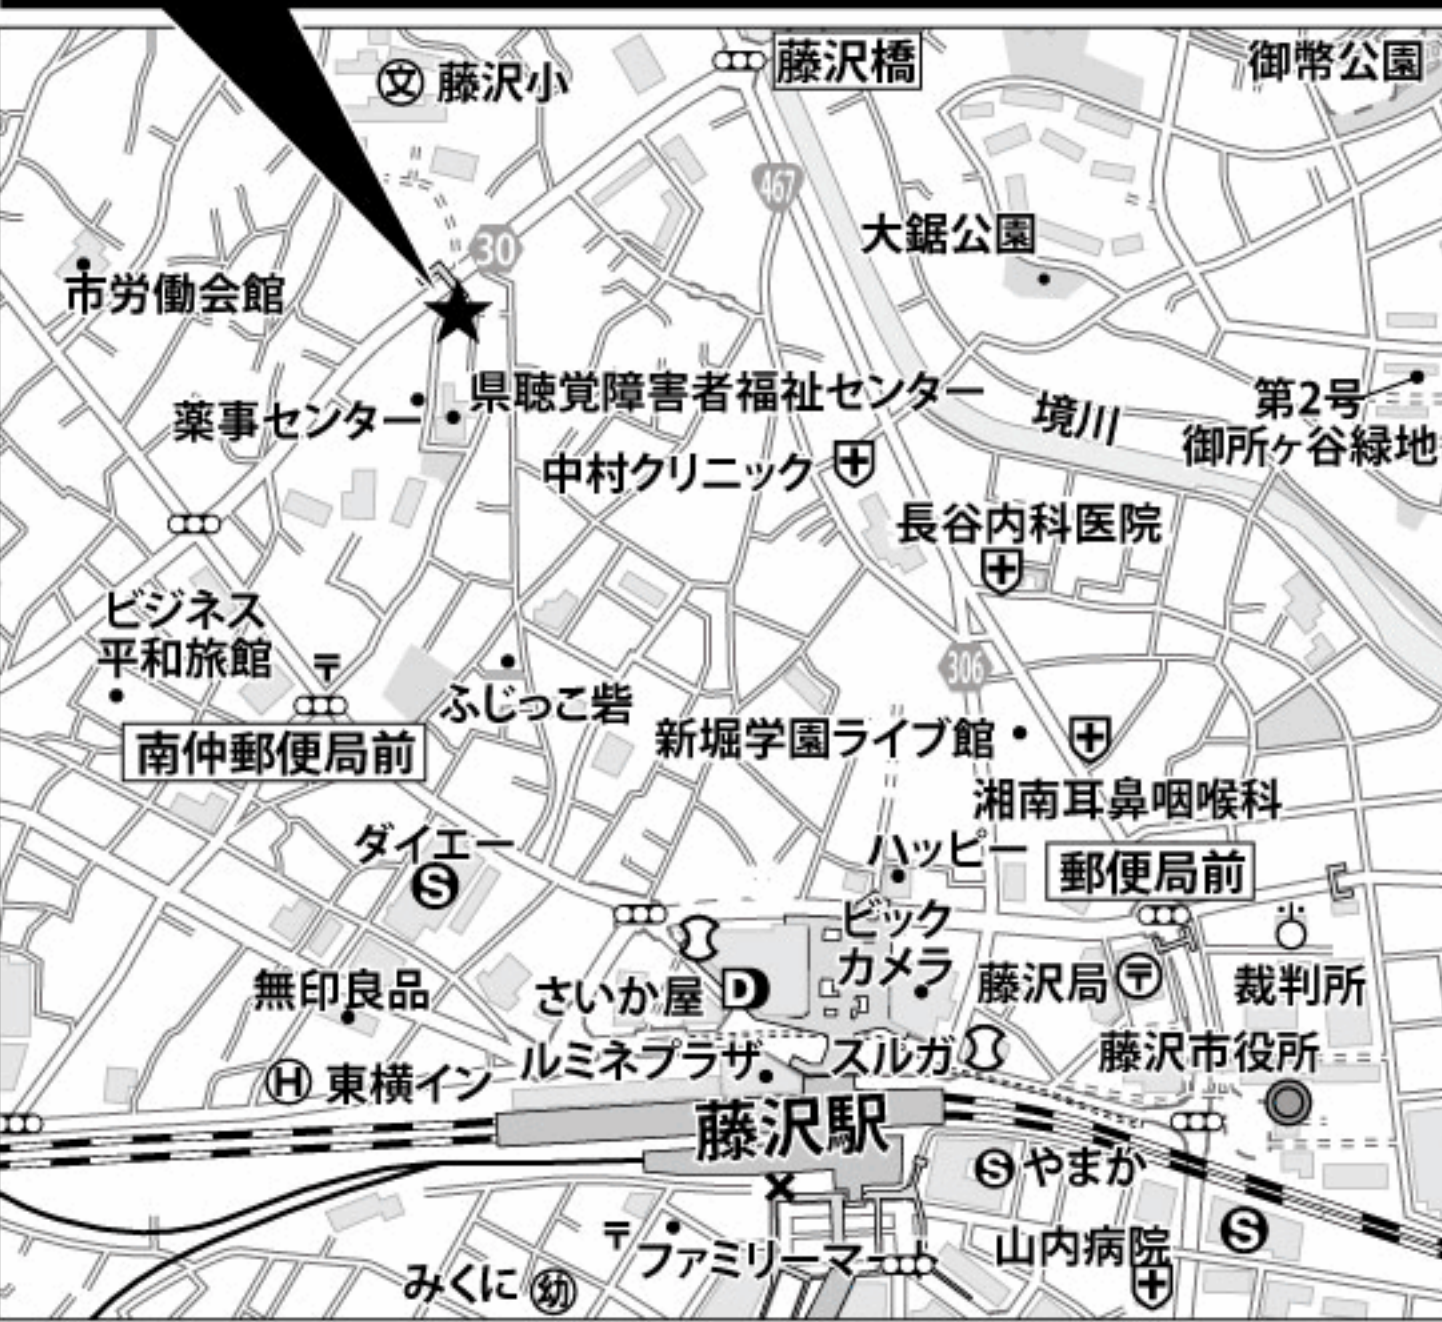 藤沢橋
御幣公園
文 藤沢小
467
30
大鋸公園
市労働会館
県聴覚障害者福祉センター
薬事センター
境川
第2号
御所ヶ谷緑地
中村クリニック
長谷内科医院
ビジネス
平和旅館
〒
306
ふじっこ砦
新堀学園ライブ館
南仲郵便局前
湘南耳鼻咽喉科
ダイエー
S
ハッピー
郵便局前
ビック
カメラ
無印良品
さいか屋 D
藤沢局 〒
裁判所
ルミネプラザ
スルガ
藤沢市役所
H 東横イン
藤沢駅
S やまか
S
〒
ファミリーマー
山内病院
みくに 幼